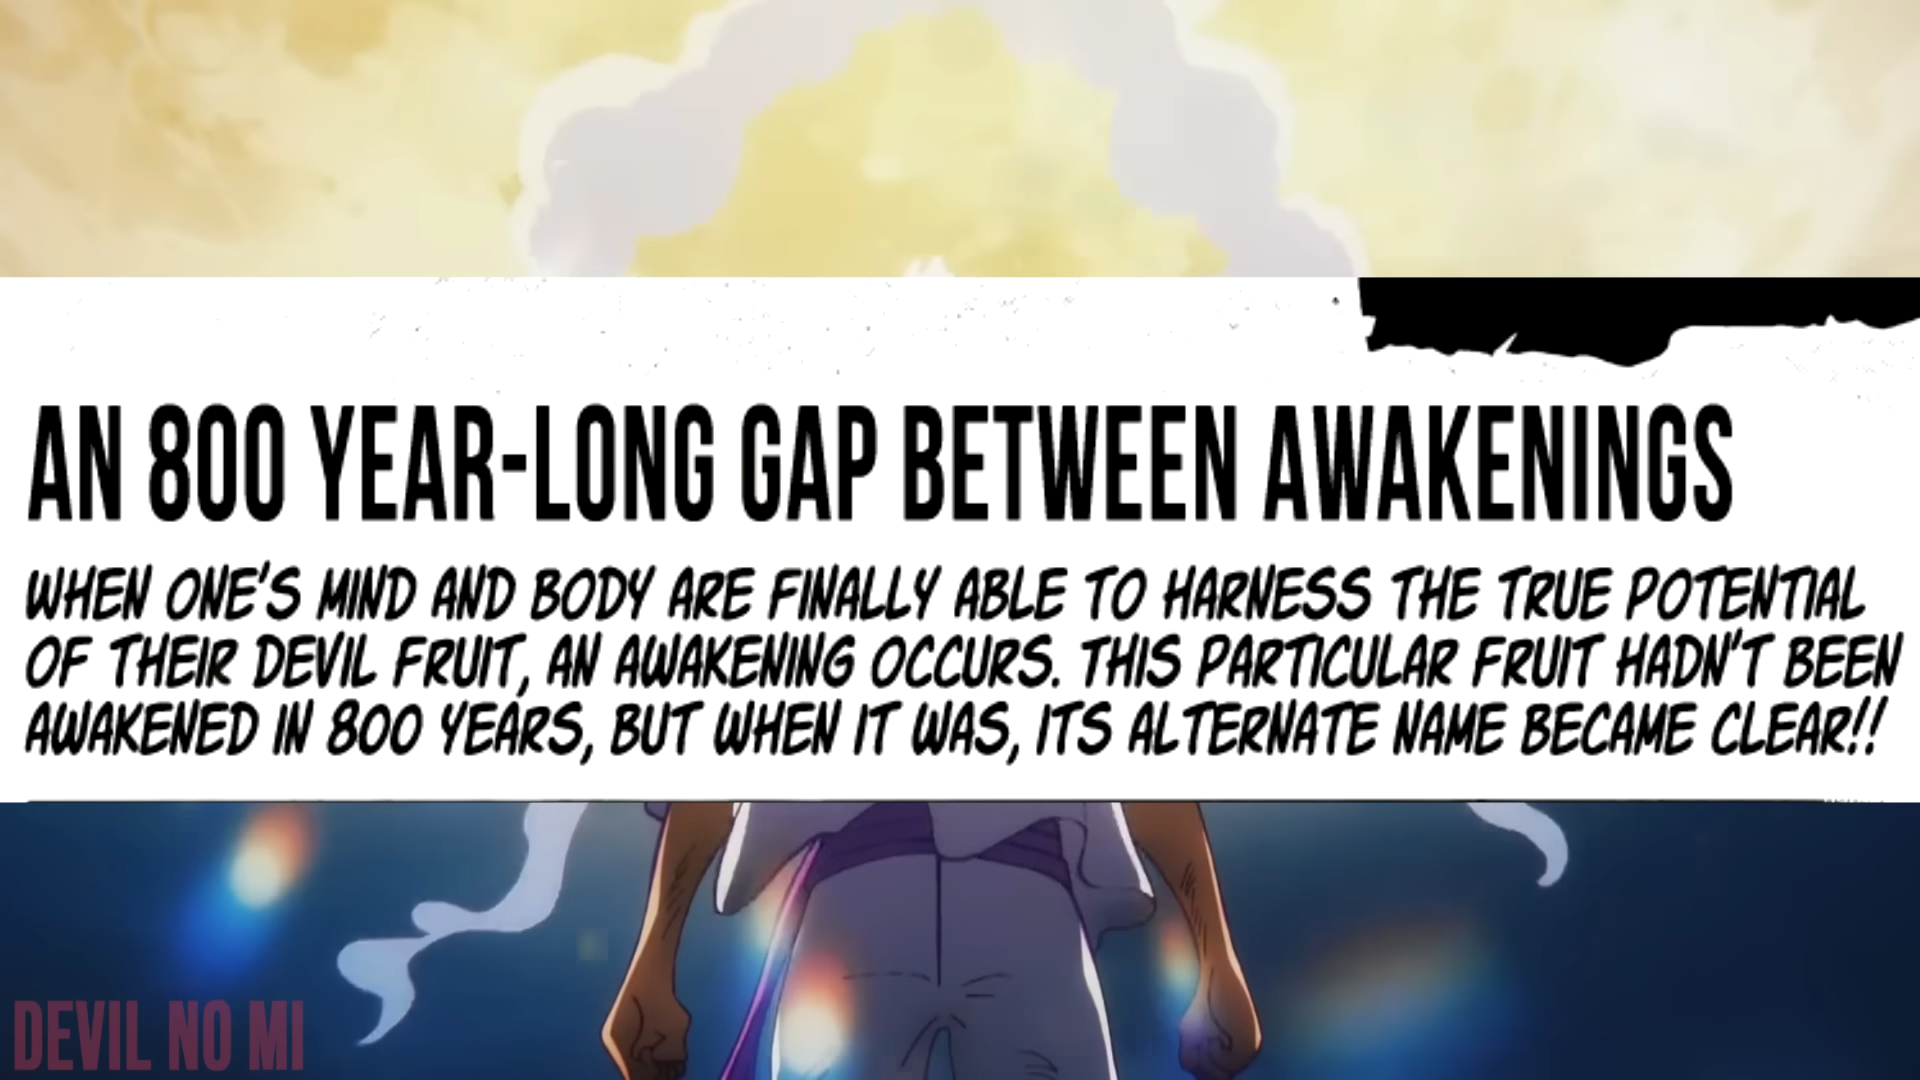 AN 800 YEAR-LONG GAP BETWEEN AWAKENINGS
WHEN ONE'S MIND AND BODY ARE FINALLY ABLE TO HARNESS THE TRUE POTENTIAL
OF THEIR DEVIL FRUIT, AN AWAKENING OCCURS. THIS PARTICULAR FRUIT HADN'T BEEN
AWAKENED IN 800 YEARS, BUT WHEN IT WAS, ITS ALTERNATE NAME BECAME CLEAR!!
DEVIL NO MI